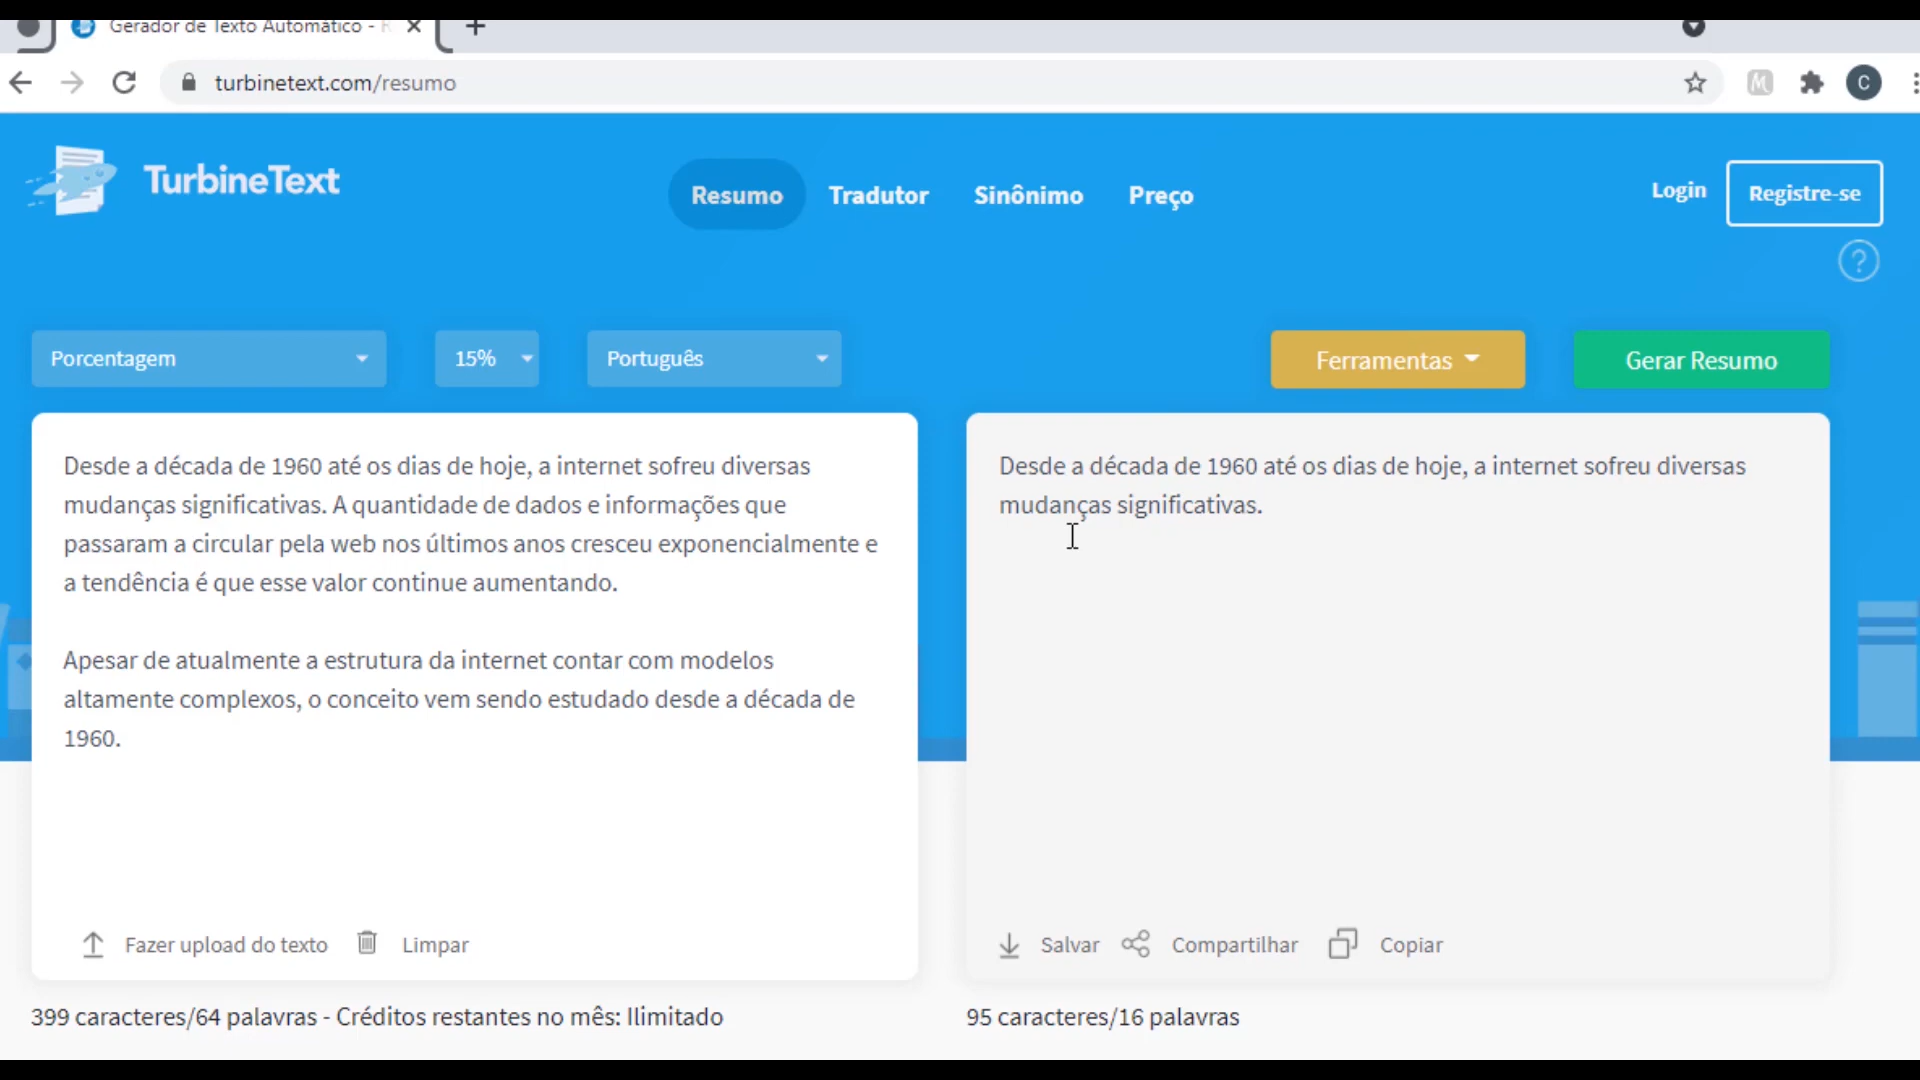 Gerador de Texto Automático - R
turbinetext.com/resumo
C
TurbineText
Resumo
Tradutor
Sinônimo
Preço
Login
Registre-se
?
Porcentagem
15%
Português
Ferramentas
Gerar Resumo
Desde a década de 1960 até os dias de hoje, a internet sofreu diversas
mudanças significativas. A quantidade de dados e informações que
passaram a circular pela web nos últimos anos cresceu exponencialmente e
a tendência é que esse valor continue aumentando.
Apesar de atualmente a estrutura da internet contar com modelos
altamente complexos, o conceito vem sendo estudado desde a década de
1960.
Fazer upload do texto
Limpar
399 caracteres/64 palavras - Créditos restantes no mês: Ilimitado
Desde a década de 1960 até os dias de hoje, a internet sofreu diversas
mudanças significativas.
Salvar
Compartilhar
Copiar
95 caracteres/16 palavras